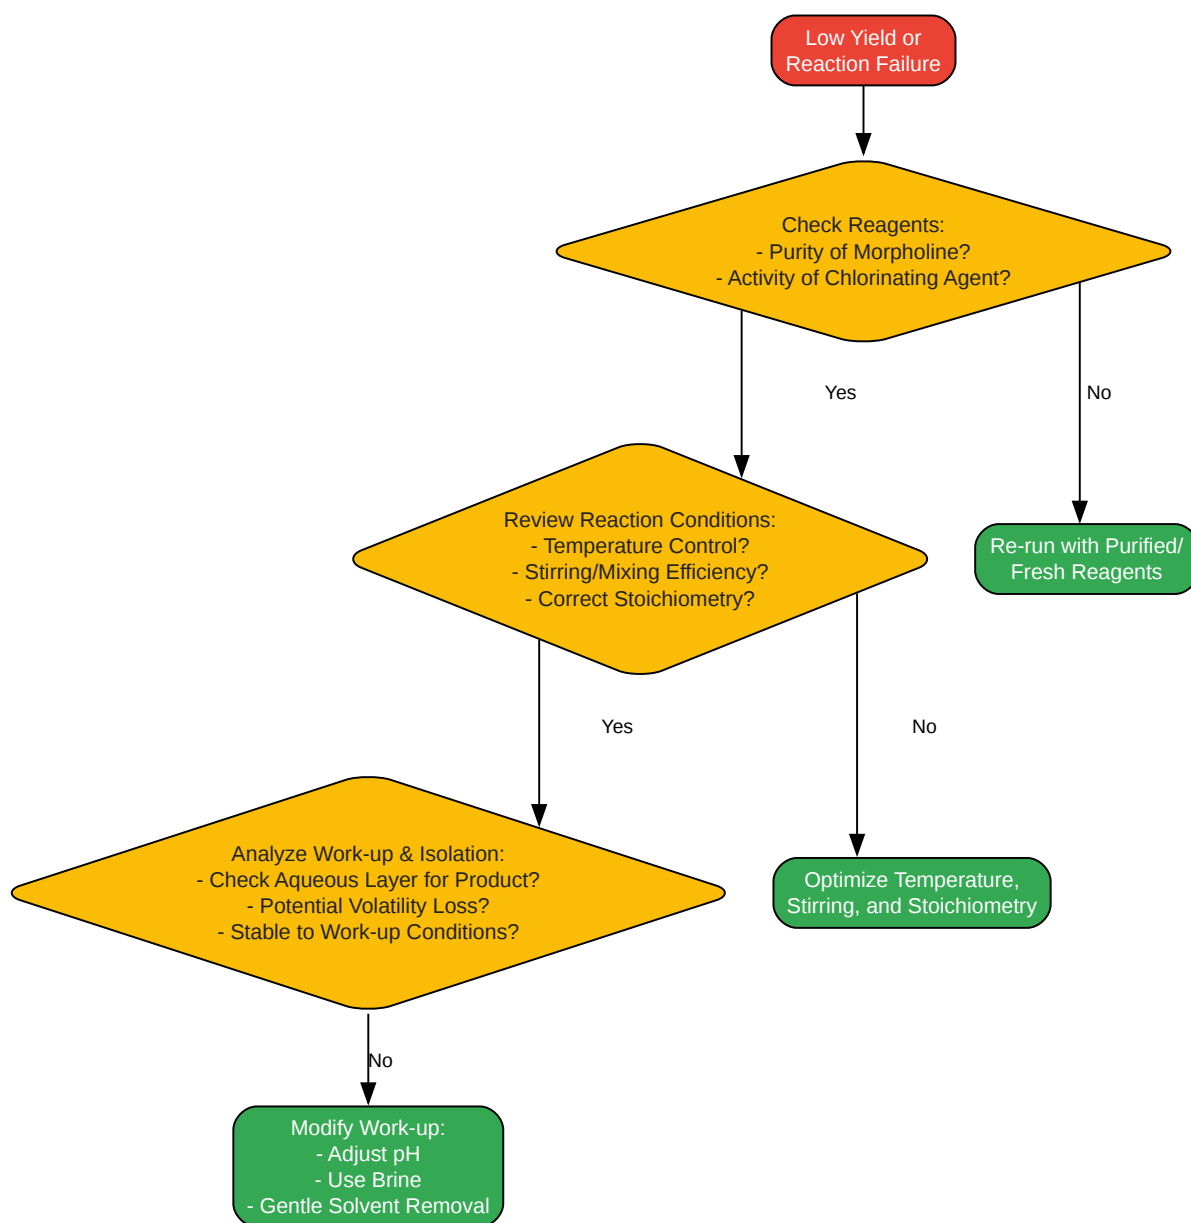 Low Yield or
Reaction Failure
Check Reagents:
- Purity of Morpholine?
- Activity of Chlorinating Agent?
Yes
No
Review Reaction Conditions:
- Temperature Control?
- Stirring/Mixing Efficiency?
- Correct Stoichiometry?
Re-run with Purified/
Fresh Reagents
Yes
No
Analyze Work-up & Isolation:
- Check Aqueous Layer for Product?
- Potential Volatility Loss?
- Stable to Work-up Conditions?
Optimize Temperature,
Stirring, and Stoichiometry
No
Modify Work-up:
- Adjust pH
- Use Brine
- Gentle Solvent Removal